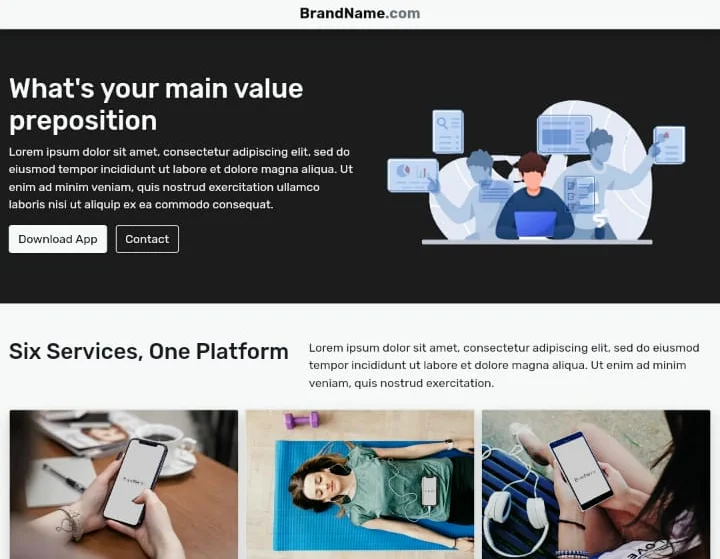 BrandName.com
What's your main value
preposition
Lorem ipsum dolor sit amet, consectetur adipiscing elit, sed do
eiusmod tempor incididunt ut labore et dolore magna aliqua. Ut
enim ad minim veniam, quis nostrud exercitation ullamco
laboris nisi ut aliquip ex ea commodo consequat.
Download App
Contact
Six Services, One Platform
Lorem ipsum dolor sit amet, consectetur adipiscing elit, sed do eiusmod
tempor incididunt ut labore et dolore magna aliqua. Ut enim ad minim
veniam, quis nostrud exercitation.